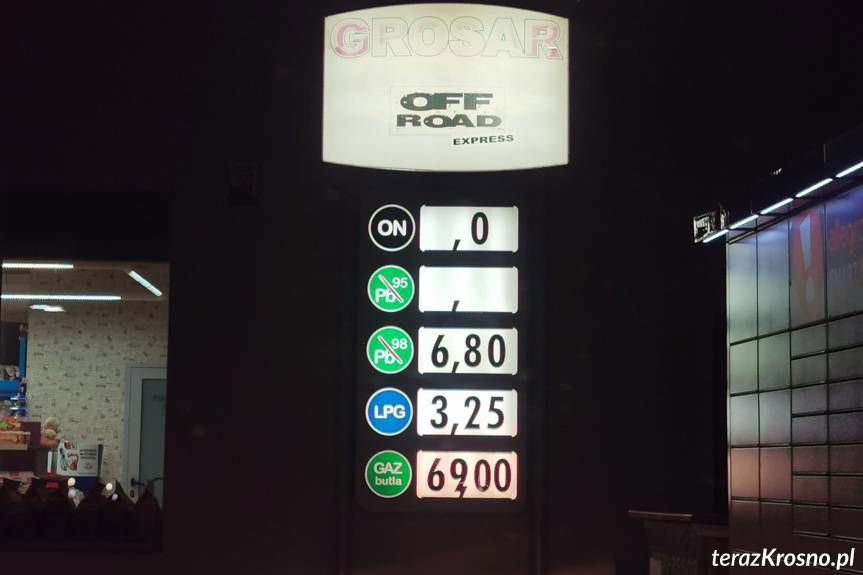 GROSAR
OFF
ROAD
EXPRESS
ON ,0
Pb 95 ,
Pb 98 6,80
LPG 3,25
GAZ butla 69,00
terazKrosno.pl